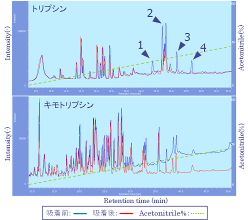 トリプシン
1
2
3
4
Intensity(-)
Acetonitrile(%)
キモトリプシン
Intensity(-)
Acetonitrile(%)
Retention time (min)
吸着前: 吸着後: Acetonitrile%: